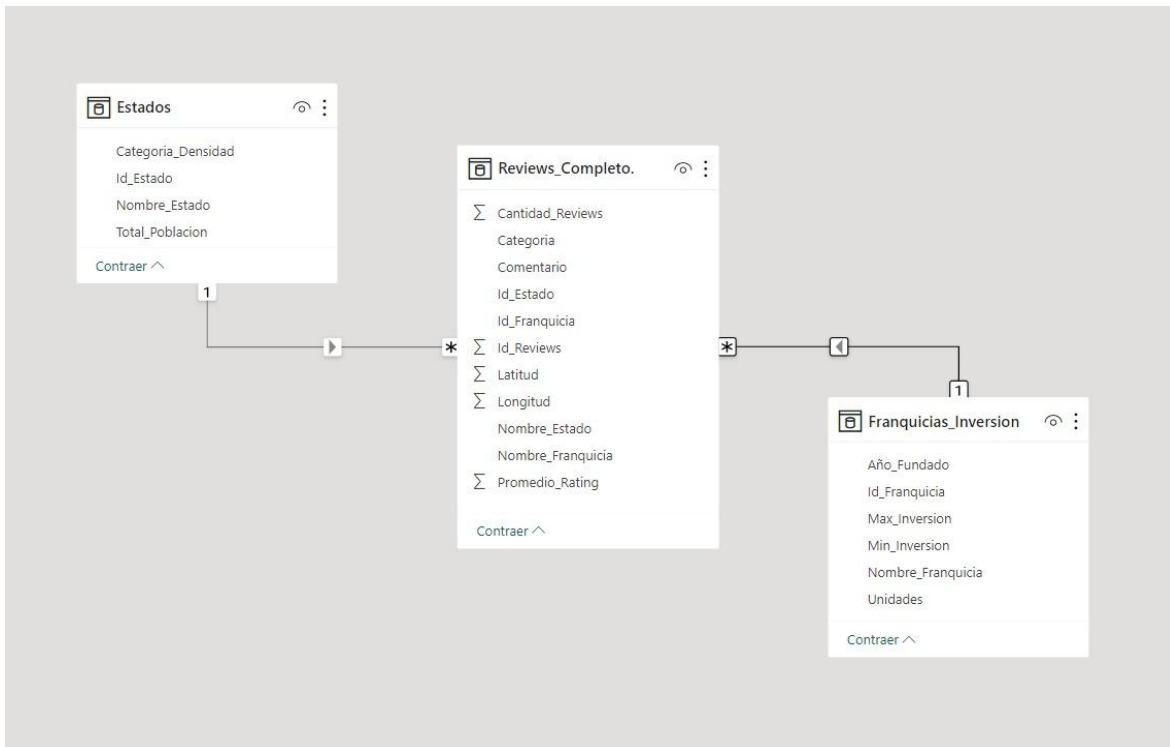 Estados
Categoria_Densidad
Id_Estado
Nombre_Estado
Total_Poblacion
Contraer
1
Reviews_Completo.
Σ Cantidad_Reviews
Categoria
Comentario
Id_Estado
Id_Franquicia
* Σ Id_Reviews *
Σ Latitud
Σ Longitud
Nombre_Estado
Nombre_Franquicia
Σ Promedio_Rating
Contraer
1
Franquicias_Inversion
Año_Fundado
Id_Franquicia
Max_Inversion
Min_Inversion
Nombre_Franquicia
Unidades
Contraer